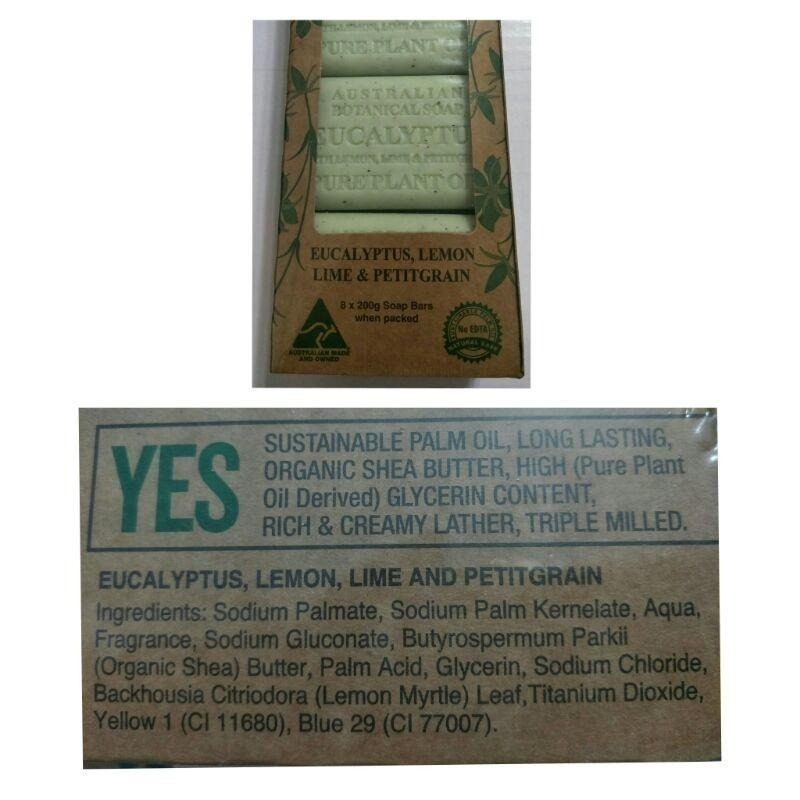 PURE PLANT
AUSTRALIAN
BOTANICAL SOAP
LEMON, LIME &
PURE PLANT
EUCALYPTUS, LEMON
LIME & PETITGRAIN
8 x 200g Soap Bars
when packed
AUSTRALIAN MADE
AND OWNED
No EDTA
YES
SUSTAINABLE PALM OIL, LONG LASTING,
ORGANIC SHEA BUTTER, HIGH (Pure Plant
Oil Derived) GLYCERIN CONTENT,
RICH & CREAMY LATHER, TRIPLE MILLED.
EUCALYPTUS, LEMON, LIME AND PETITGRAIN
Ingredients: Sodium Palmate, Sodium Palm Kernelate, Aqua,
Fragrance, Sodium Gluconate, Butyrospermum Parkii
(Organic Shea) Butter, Palm Acid, Glycerin, Sodium Chloride,
Backhousia Citriodora (Lemon Myrtle) Leaf,Titanium Dioxide,
Yellow 1 (CI 11680), Blue 29 (CI 77007).